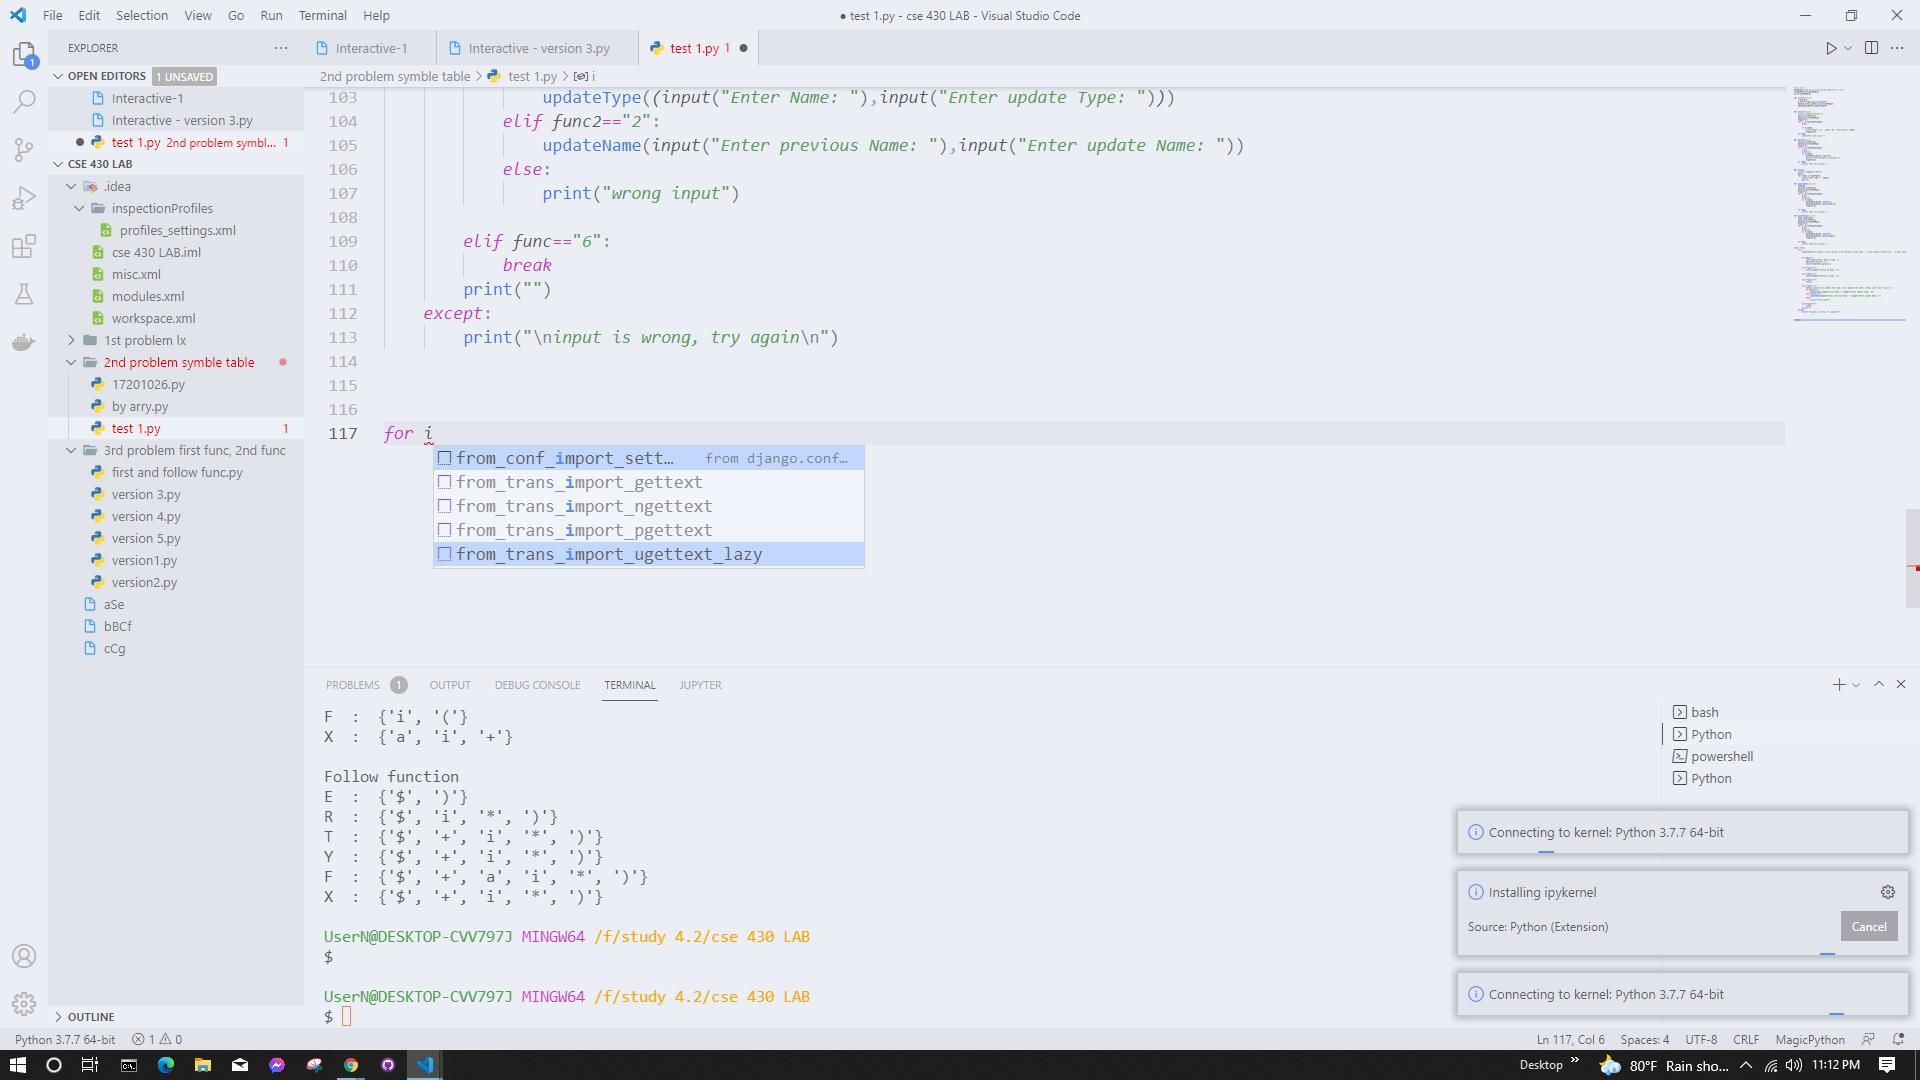 File Edit Selection View Go Run Terminal Help
● test 1.py - cse 430 LAB - Visual Studio Code
EXPLORER
OPEN EDITORS 1 UNSAVED
Interactive-1
Interactive - version 3.py
● test 1.py 2nd problem symbl... 1
CSE 430 LAB
.idea
inspectionProfiles
profiles_settings.xml
cse 430 LAB.iml
misc.xml
modules.xml
workspace.xml
1st problem lx
2nd problem symble table
17201026.py
by arry.py
test 1.py 1
3rd problem first func, 2nd func
first and follow func.py
version 3.py
version 4.py
version 5.py
version1.py
version2.py
aSe
bBCf
cCg
OUTLINE
1
Interactive-1
Interactive - version 3.py
test 1.py 1 ●
2nd problem symble table > test 1.py > i
103 updateType((input("Enter Name: "),input("Enter update Type: ")))
104 elif func2=="2":
105 updateName(input("Enter previous Name: "),input("Enter update Name: "))
106 else:
107 print("wrong input")
108
109 elif func=="6":
110 break
111 print("")
112 except:
113 print("\ninput is wrong, try again\n")
114
115
116
117 for i
from_conf_import_sett… from django.conf…
from_trans_import_gettext
from_trans_import_ngettext
from_trans_import_pgettext
from_trans_import_ugettext_lazy
PROBLEMS 1 OUTPUT DEBUG CONSOLE TERMINAL JUPYTER
F : {'i', '('}
X : {'a', 'i', '+'}
Follow function
E : {'$', ')'}
R : {'$', 'i', '*', ')'}
T : {'$', '+', 'i', '*', ')'}
Y : {'$', '+', 'i', '*', ')'}
F : {'$', '+', 'a', 'i', '*', ')'}
X : {'$', '+', 'i', '*', ')'}
UserN@DESKTOP-CVV797J MINGW64 /f/study 4.2/cse 430 LAB
$
UserN@DESKTOP-CVV797J MINGW64 /f/study 4.2/cse 430 LAB
$
bash
Python
powershell
Python
Connecting to kernel: Python 3.7.7 64-bit
Installing ipykernel
Source: Python (Extension)
Cancel
Connecting to kernel: Python 3.7.7 64-bit
Python 3.7.7 64-bit 1 0
Ln 117, Col 6 Spaces: 4 UTF-8 CRLF MagicPython
Desktop » 80°F Rain sho... 11:12 PM